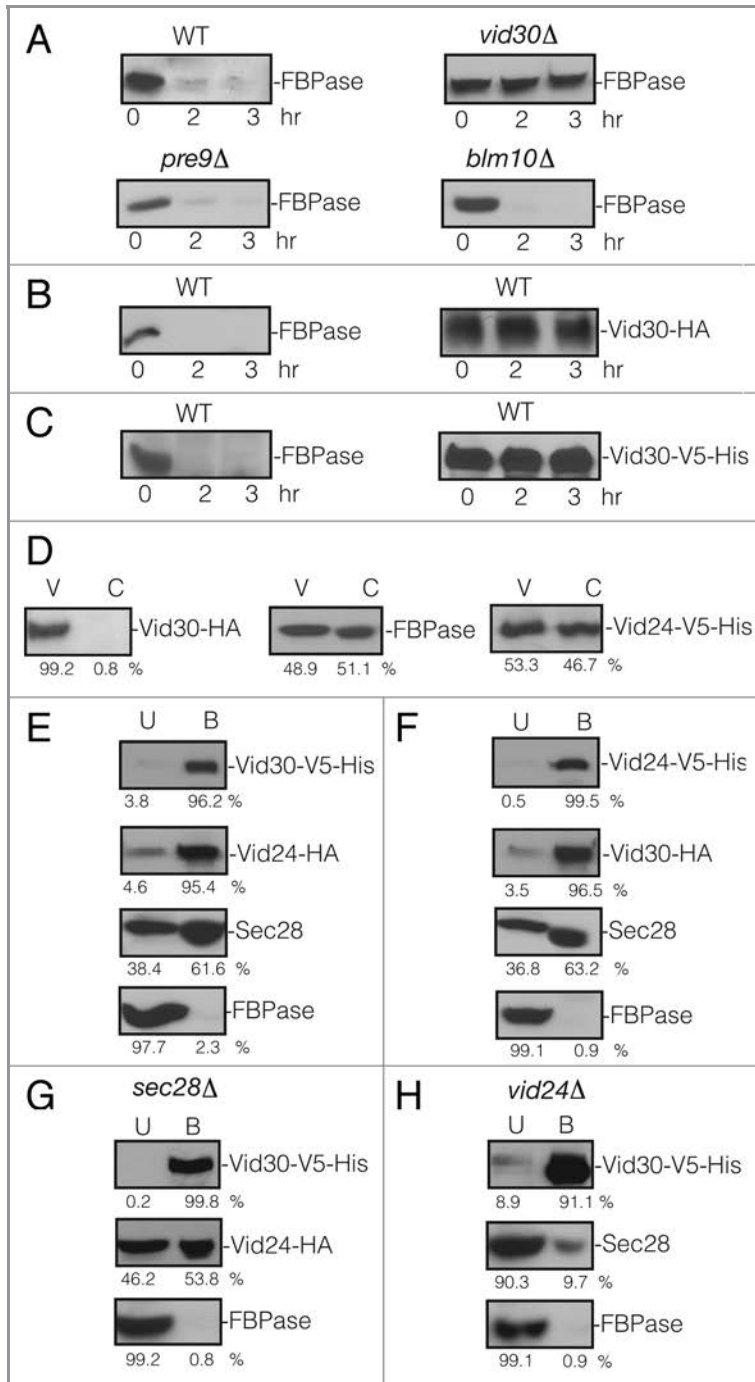 A
WT
vid30Δ
-FBPase
-FBPase
0 2 3 hr
0 2 3 hr
pre9Δ
blm10Δ
-FBPase
-FBPase
0 2 3 hr
0 2 3 hr
B
WT
WT
-FBPase
-Vid30-HA
0 2 3 hr
0 2 3 hr
C
WT
WT
-FBPase
-Vid30-V5-His
0 2 3 hr
0 2 3 hr
D
V C
V C
V C
-Vid30-HA
-FBPase
-Vid24-V5-His
99.2 0.8 %
48.9 51.1 %
53.3 46.7 %
E
U B
-Vid30-V5-His
3.8 96.2 %
-Vid24-HA
4.6 95.4 %
-Sec28
38.4 61.6 %
-FBPase
97.7 2.3 %
F
U B
-Vid24-V5-His
0.5 99.5 %
-Vid30-HA
3.5 96.5 %
-Sec28
36.8 63.2 %
-FBPase
99.1 0.9 %
G
sec28Δ
U B
-Vid30-V5-His
0.2 99.8 %
-Vid24-HA
46.2 53.8 %
-FBPase
99.2 0.8 %
H
vid24Δ
U B
-Vid30-V5-His
8.9 91.1 %
-Sec28
90.3 9.7 %
-FBPase
99.1 0.9 %